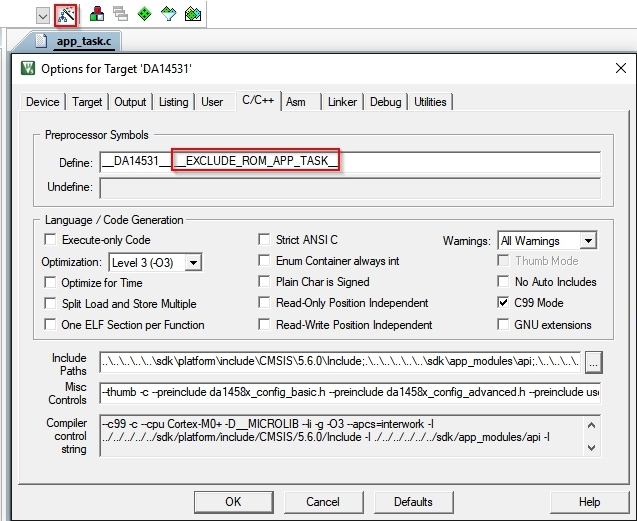 app_task.c
Options for Target 'DA14531'
Device Target Output Listing User C/C++ Asm Linker Debug Utilities
Preprocessor Symbols
Define: __DA14531__ __EXCLUDE_ROM_APP_TASK__
Undefine:
Language / Code Generation
Execute-only Code Strict ANSI C Warnings: All Warnings
Optimization: Level 3 (-O3) Enum Container always int Thumb Mode
Optimize for Time Plain Char is Signed No Auto Includes
Split Load and Store Multiple Read-Only Position Independent C99 Mode
One ELF Section per Function Read-Write Position Independent GNU extensions
Include Paths ..\..\..\..\..\sdk\platform\include\CMSIS\5.6.0\Include;..\..\..\..\..\sdk\app_modules\api;..\..\..\.. ...
Misc Controls --thumb -c --preinclude da1458x_config_basic.h --preinclude da1458x_config_advanced.h --preinclude use
Compiler control string --c99 -c --cpu Cortex-M0+ -D__MICROLIB --li -g -O3 --apcs=interwork -I
../../../../../sdk/platform/include/CMSIS/5.6.0/Include -I ../../../../../sdk/app_modules/api -I
OK Cancel Defaults Help